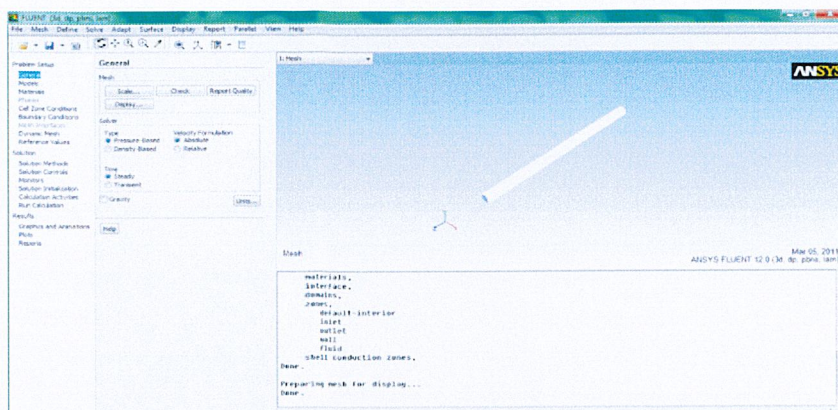 FLUENT [3d, dp, pbns, lam]
File Mesh Define Solve Adapt Surface Display Report Parallel View Help
Problem Setup
General
Models
Materials
Phases
Cell Zone Conditions
Boundary Conditions
Mesh Interfaces
Dynamic Mesh
Reference Values
Solution
Solution Methods
Solution Controls
Monitors
Solution Initialization
Calculation Activities
Run Calculation
Results
Graphics and Animations
Plots
Reports
General
Mesh
Scale... Check Report Quality
Display...
Solver
Type Velocity Formulation
Pressure-Based Absolute
Density-Based Relative
Time
Steady
Transient
Gravity Units...
Help
1: Mesh
ANSYS
Mesh
Mar 05, 2011
ANSYS FLUENT 12.0 (3d, dp, pbns, lam)
materials,
interface,
domains,
zones,
default-interior
inlet
outlet
wall
fluid
shell conduction zones,
Done.
Preparing mesh for display...
Done.